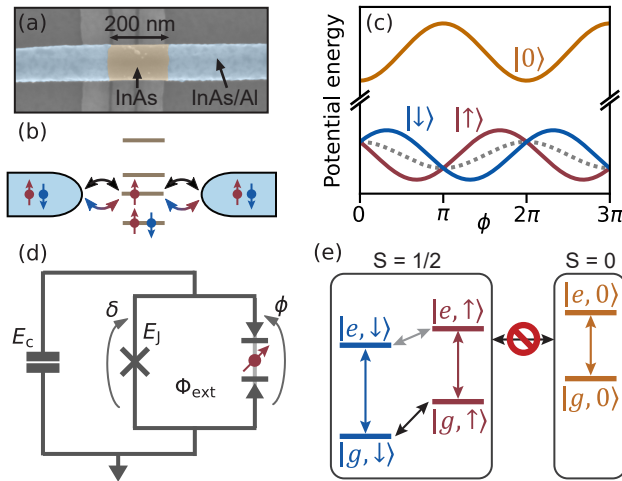 (a)
200 nm
InAs
InAs/Al
(b)
(c)
Potential energy
|0⟩
|↓⟩ |↑⟩
0 π ϕ 2π 3π
(d)
δ
ϕ
E_c
E_J
Φ_ext
(e)
S = 1/2
S = 0
|e,↓⟩
|e,↑⟩
|e,0⟩
|g,↓⟩
|g,↑⟩
|g,0⟩